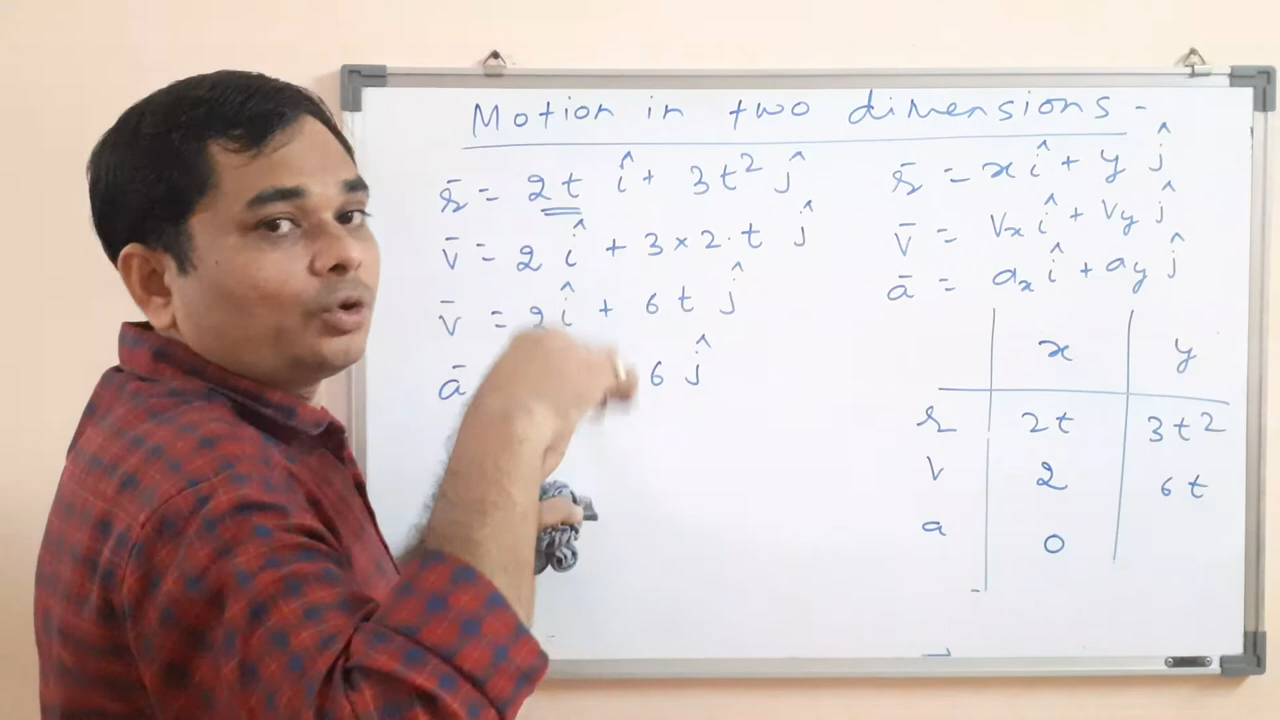 Motion in two dimensions -
r̄ = 2t î + 3t² ĵ
v̄ = 2 î + 3 × 2 · t ĵ
v̄ = 2 î + 6 t ĵ
ā 6 ĵ
r̄ = x î + y ĵ
v̄ = Vx î + Vy ĵ
ā = ax î + ay ĵ
x y
r 2t 3t²
v 2 6t
a 0